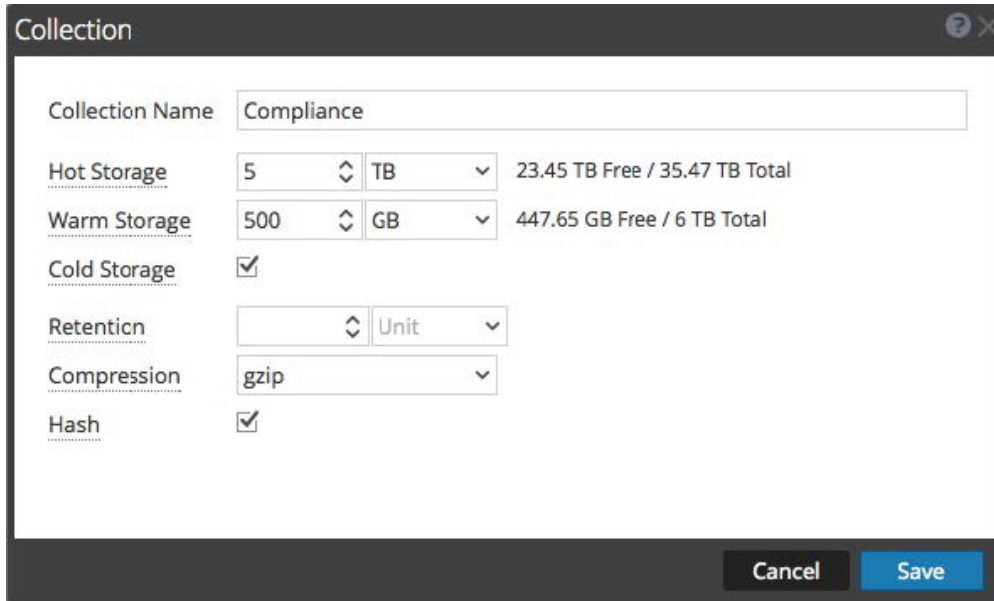 Collection
Collection Name Compliance
Hot Storage 5 TB 23.45 TB Free / 35.47 TB Total
Warm Storage 500 GB 447.65 GB Free / 6 TB Total
Cold Storage
Retention Unit
Compression gzip
Hash
Cancel Save